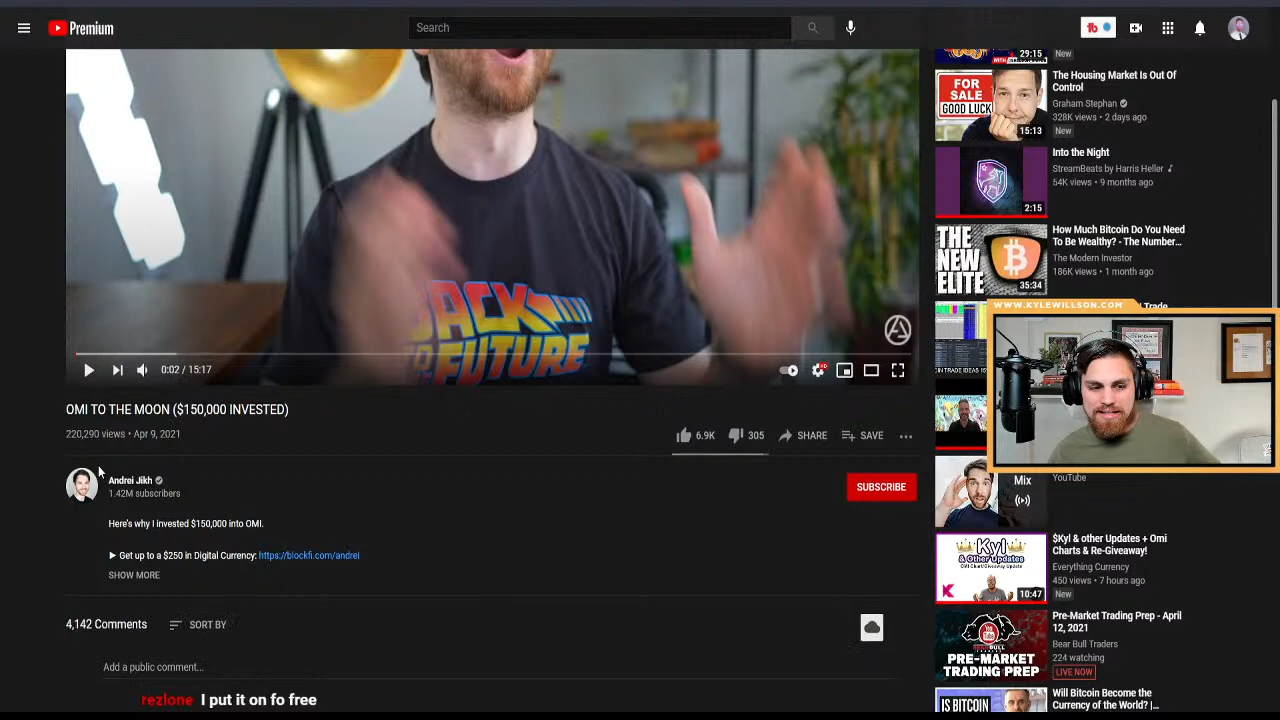 Premium
Search
BACK
FUTURE
0:02 / 15:17
OMI TO THE MOON ($150,000 INVESTED)
220,290 views • Apr 9, 2021
6.9K
305
SHARE
SAVE
Andrei Jikh
1.42M subscribers
SUBSCRIBE
Here's why I invested $150,000 into OMI.
► Get up to a $250 in Digital Currency: https://blockfi.com/andrei
SHOW MORE
4,142 Comments
SORT BY
Add a public comment...
rezlone I put it on fo free
29:15
New
FOR
SALE
GOOD LUCK
15:13
The Housing Market Is Out Of
Control
Graham Stephan
328K views • 2 days ago
New
2:15
Into the Night
StreamBeats by Harris Heller
54K views • 9 months ago
THE
NEW
ELITE
35:34
How Much Bitcoin Do You Need
To Be Wealthy? - The Number...
The Modern Investor
186K views • 1 month ago
WWW.KYLEWILLSON.COM
Trade
Mix
YouTube
$Kyl
& Other Updates
10:47
$Kyl & other Updates + Omi
Charts & Re-Giveaway!
Everything Currency
450 views • 7 hours ago
New
BEAR BULL
PRE-MARKET
TRADING PREP
Pre-Market Trading Prep - April
12, 2021
Bear Bull Traders
224 watching
LIVE NOW
IS BITCOIN
Will Bitcoin Become the
Currency of the World? |...